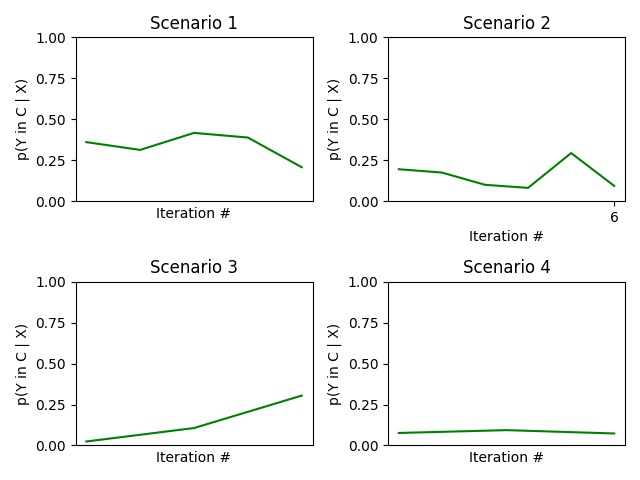 Scenario 1
1.00
0.75
0.50
0.25
0.00
p(Y in C | X)
Iteration #
Scenario 2
1.00
0.75
0.50
0.25
0.00
p(Y in C | X)
6
Iteration #
Scenario 3
1.00
0.75
0.50
0.25
0.00
p(Y in C | X)
Iteration #
Scenario 4
1.00
0.75
0.50
0.25
0.00
p(Y in C | X)
Iteration #